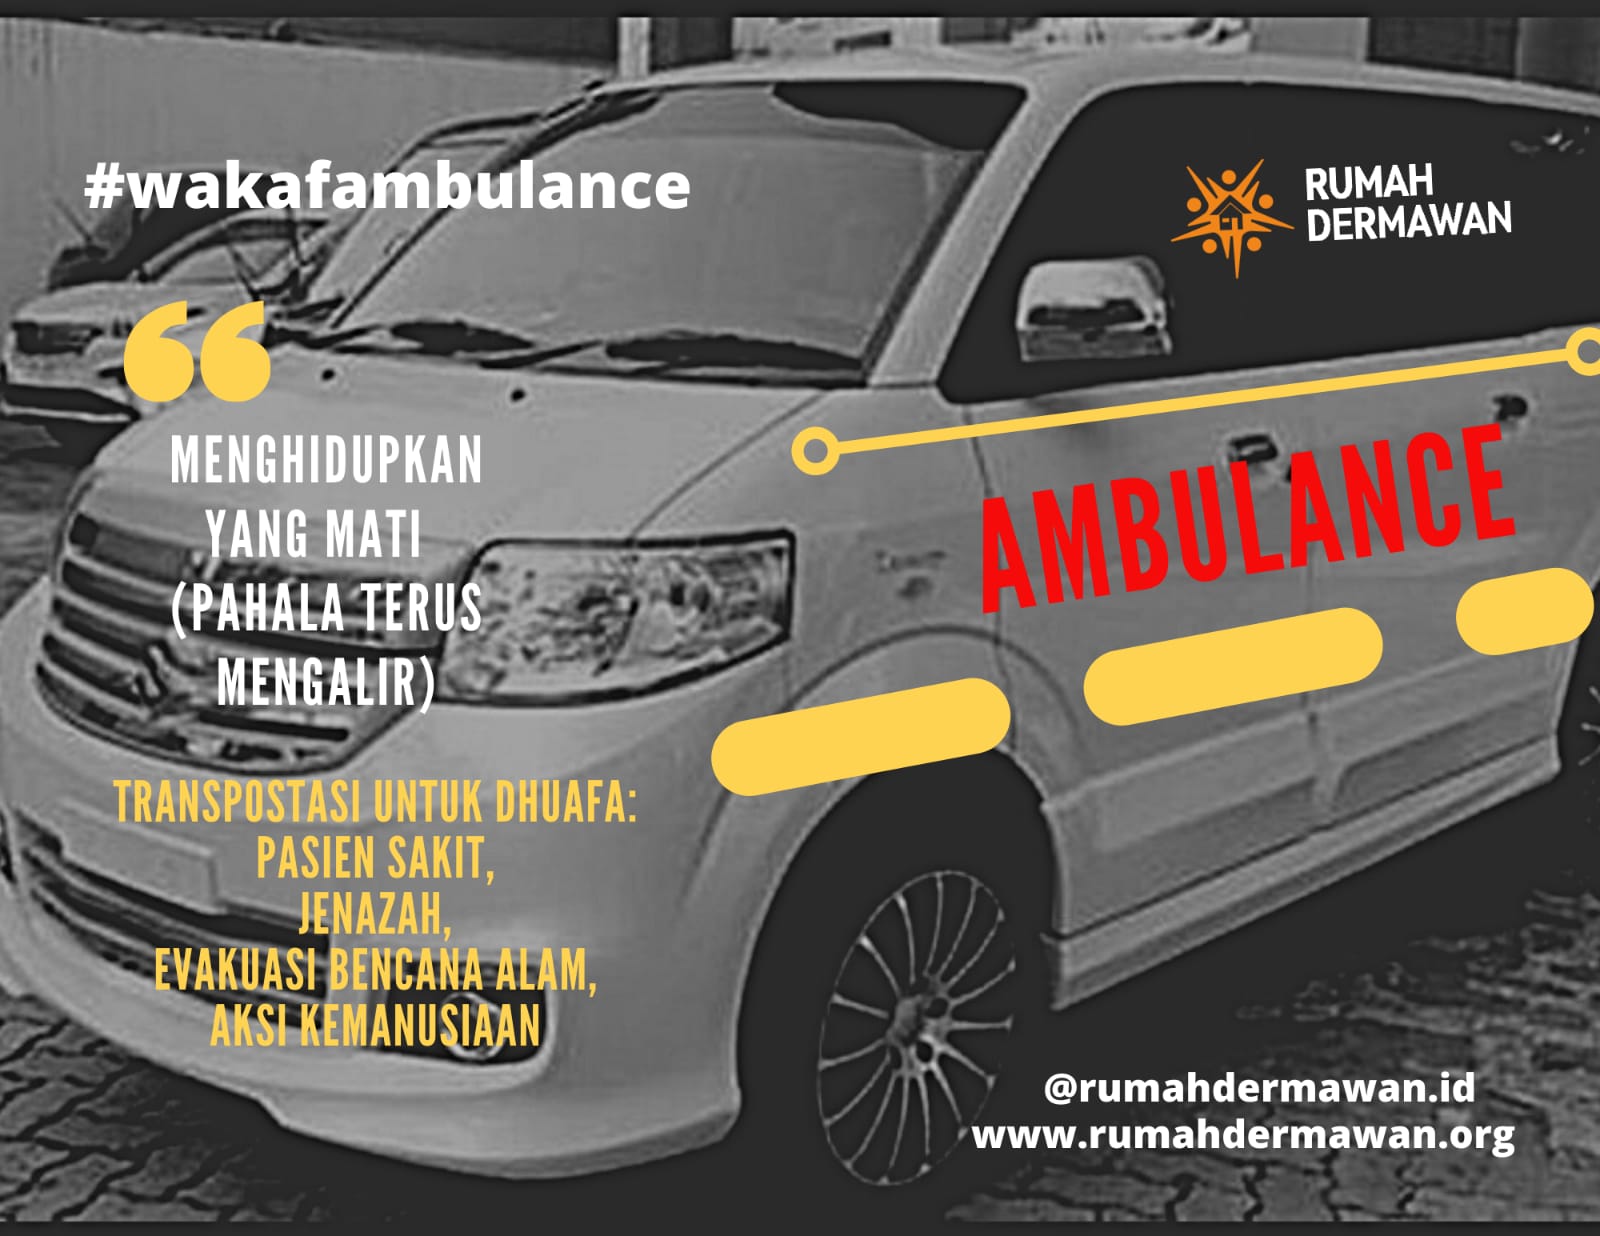 #wakafambulance
RUMAH
DERMAWAN
“
MENGHIDUPKAN
YANG MATI
(PAHALA TERUS
MENGALIR)
AMBULANCE
TRANSPOSTASI UNTUK DHUAFA:
PASIEN SAKIT,
JENAZAH,
EVAKUASI BENCANA ALAM,
AKSI KEMANUSIAAN
@rumahdermawan.id
www.rumahdermawan.org